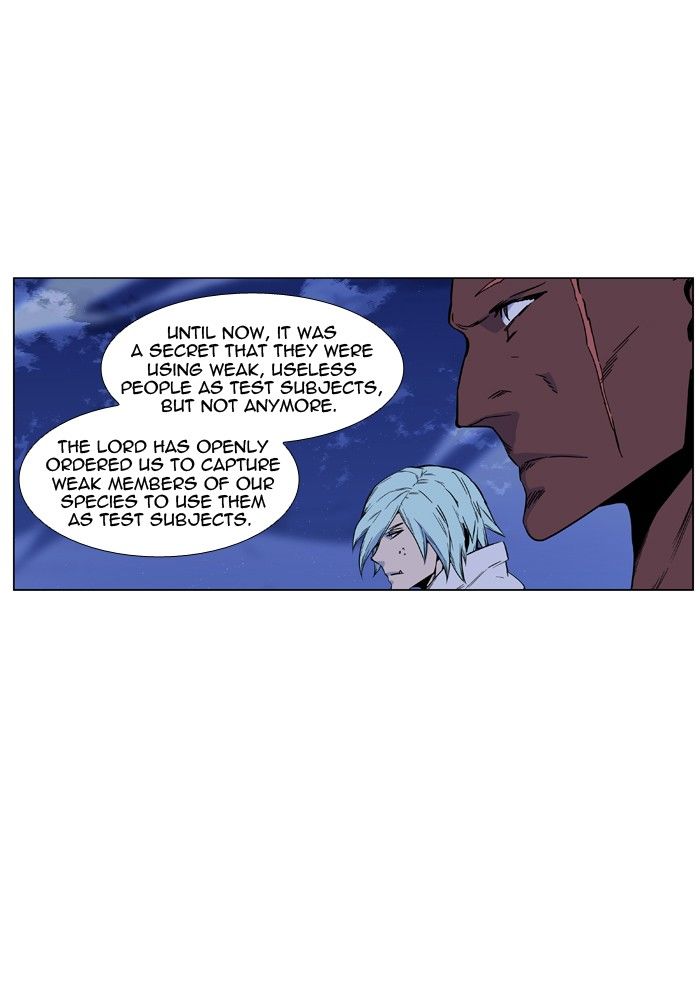 UNTIL NOW, IT WAS
A SECRET THAT THEY WERE
USING WEAK, USELESS
PEOPLE AS TEST SUBJECTS,
BUT NOT ANYMORE.
THE LORD HAS OPENLY
ORDERED US TO CAPTURE
WEAK MEMBERS OF OUR
SPECIES TO USE THEM
AS TEST SUBJECTS.